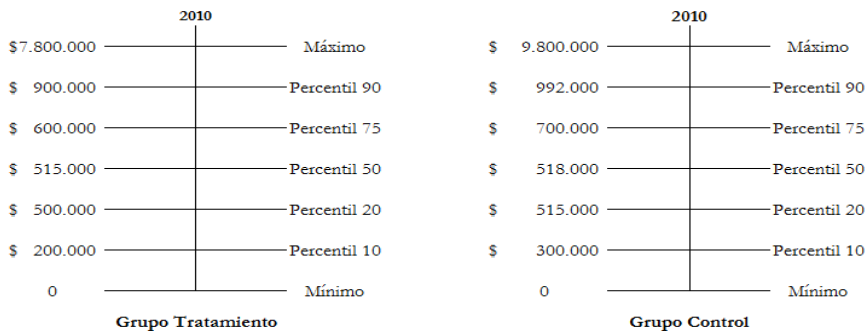 2010
$7.800.000 Máximo
$ 900.000 Percentil 90
$ 600.000 Percentil 75
$ 515.000 Percentil 50
$ 500.000 Percentil 20
$ 200.000 Percentil 10
0 Mínimo
Grupo Tratamiento
2010
$ 9.800.000 Máximo
$ 992.000 Percentil 90
$ 700.000 Percentil 75
$ 518.000 Percentil 50
$ 515.000 Percentil 20
$ 300.000 Percentil 10
0 Mínimo
Grupo Control